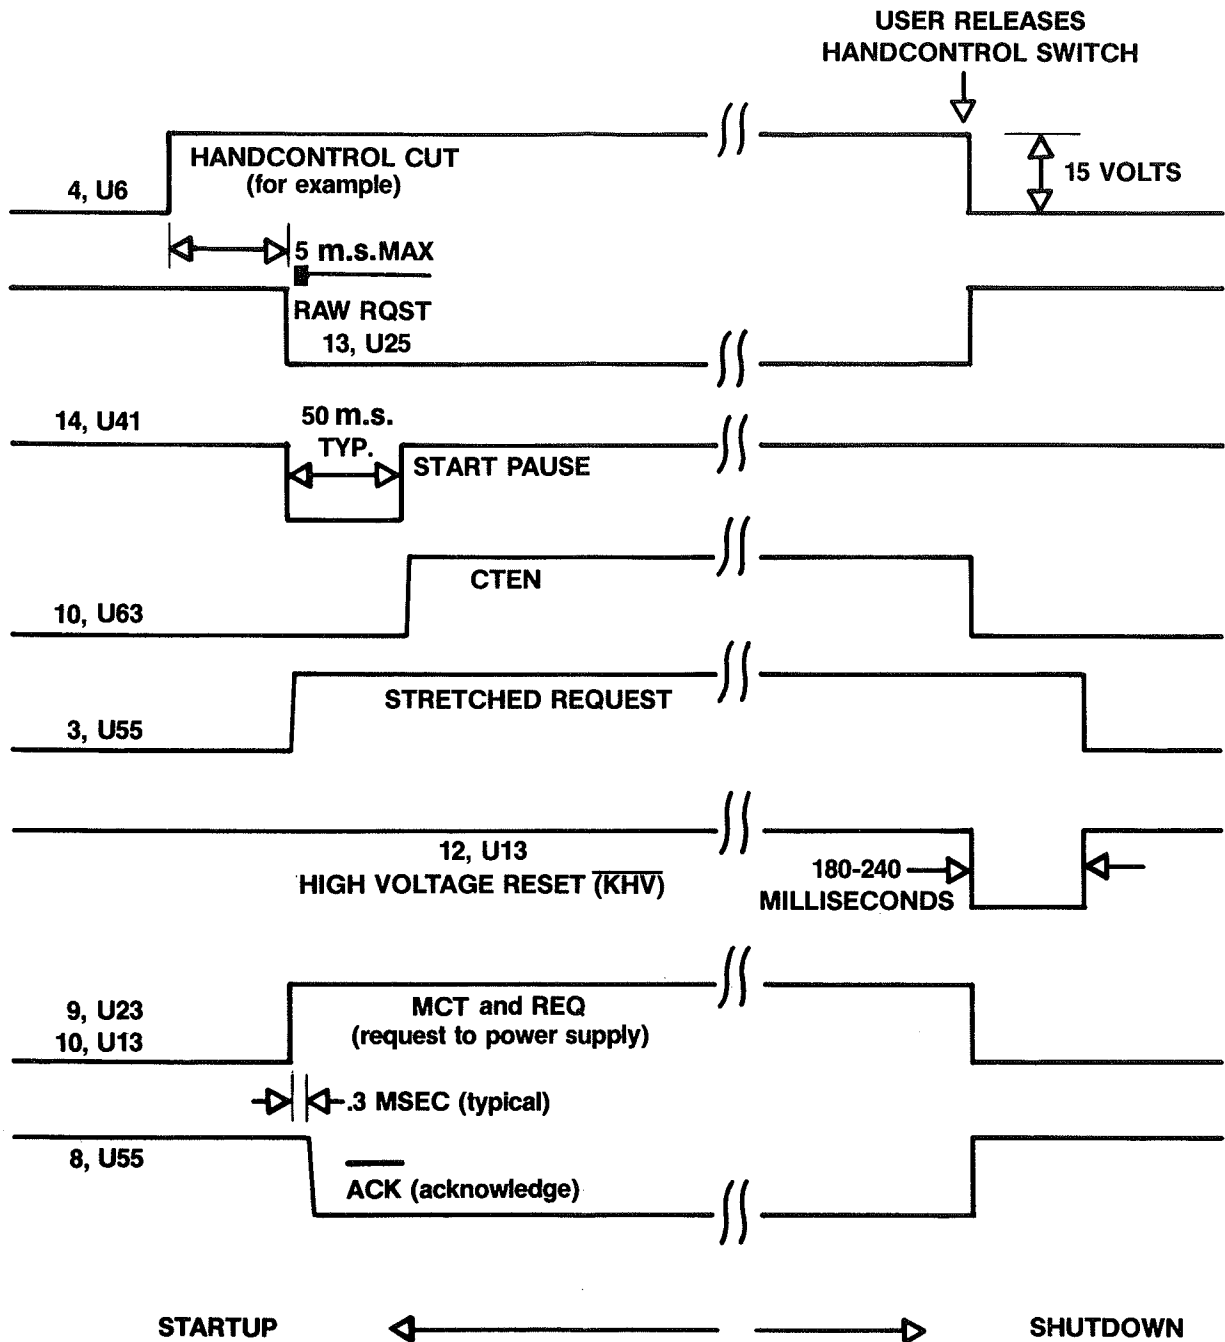 USER RELEASES
HANDCONTROL SWITCH
HANDCONTROL CUT
(for example)
4, U6
15 VOLTS
5 m.s.MAX
RAW RQST
13, U25
14, U41
50 m.s.
TYP.
START PAUSE
CTEN
10, U63
STRETCHED REQUEST
3, U55
12, U13
HIGH VOLTAGE RESET (KHV)
180-240
MILLISECONDS
9, U23
10, U13
MCT and REQ
(request to power supply)
.3 MSEC (typical)
8, U55
ACK (acknowledge)
STARTUP
SHUTDOWN